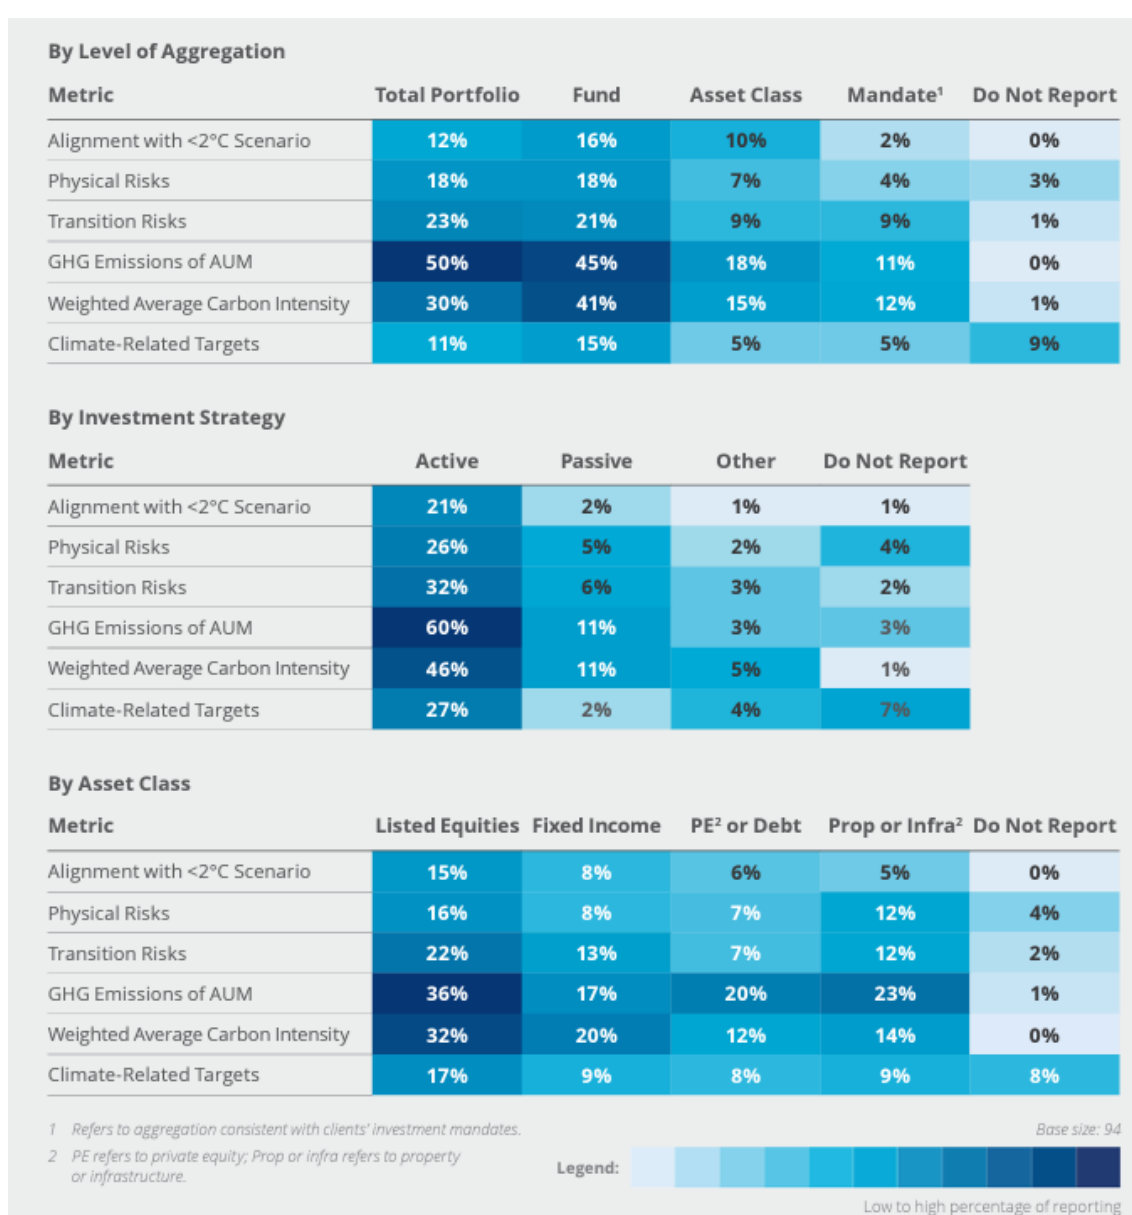 By Level of Aggregation
Metric Total Portfolio Fund Asset Class Mandate¹ Do Not Report
Alignment with <2°C Scenario 12% 16% 10% 2% 0%
Physical Risks 18% 18% 7% 4% 3%
Transition Risks 23% 21% 9% 9% 1%
GHG Emissions of AUM 50% 45% 18% 11% 0%
Weighted Average Carbon Intensity 30% 41% 15% 12% 1%
Climate-Related Targets 11% 15% 5% 5% 9%
By Investment Strategy
Metric Active Passive Other Do Not Report
Alignment with <2°C Scenario 21% 2% 1% 1%
Physical Risks 26% 5% 2% 4%
Transition Risks 32% 6% 3% 2%
GHG Emissions of AUM 60% 11% 3% 3%
Weighted Average Carbon Intensity 46% 11% 5% 1%
Climate-Related Targets 27% 2% 4% 7%
By Asset Class
Metric Listed Equities Fixed Income PE² or Debt Prop or Infra² Do Not Report
Alignment with <2°C Scenario 15% 8% 6% 5% 0%
Physical Risks 16% 8% 7% 12% 4%
Transition Risks 22% 13% 7% 12% 2%
GHG Emissions of AUM 36% 17% 20% 23% 1%
Weighted Average Carbon Intensity 32% 20% 12% 14% 0%
Climate-Related Targets 17% 9% 8% 9% 8%
1 Refers to aggregation consistent with clients' investment mandates. Base size: 94
2 PE refers to private equity; Prop or infra refers to property
or infrastructure.
Legend:
Low to high percentage of reporting